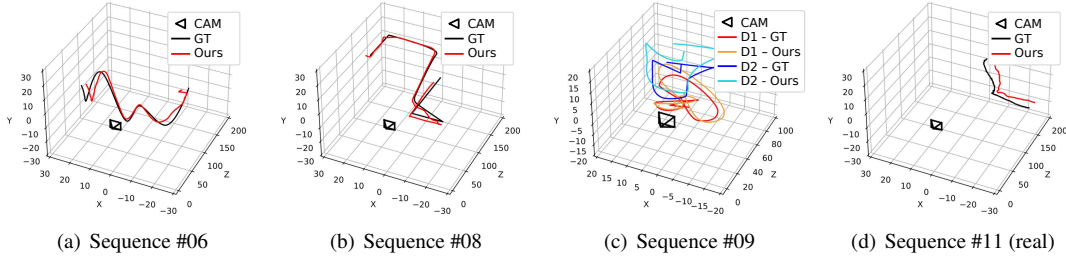 CAM
GT
Ours
30
20
10
0
−10
−20
−30
Y
30
20
10
0
−10
−20
−30
X
0
50
100
150
200
Z
(a) Sequence #06
CAM
GT
Ours
30
20
10
0
−10
−20
−30
Y
30
20
10
0
−10
−20
−30
X
0
50
100
150
200
Z
(b) Sequence #08
CAM
D1 - GT
D1 – Ours
D2 – GT
D2 - Ours
20
15
10
5
0
−5
−10
−15
−20
Y
20
15
10
5
0
−5
−10
−15
−20
X
0
20
40
60
80
100
Z
(c) Sequence #09
CAM
GT
Ours
30
20
10
0
−10
−20
−30
Y
30
20
10
0
−10
−20
−30
X
0
50
100
150
200
Z
(d) Sequence #11 (real)